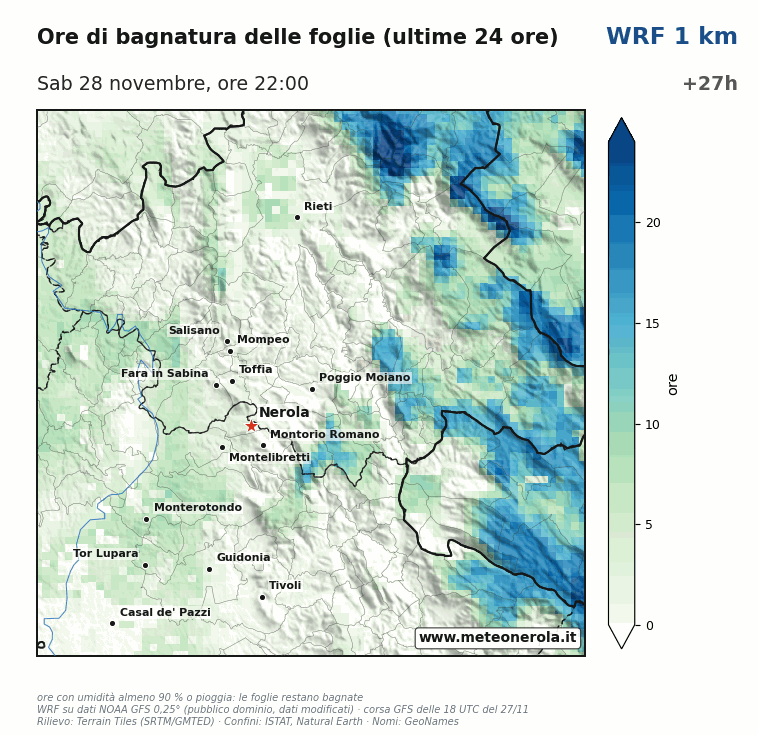 Ore di bagnatura delle foglie (ultime 24 ore)
WRF 1 km
Sab 28 novembre, ore 22:00
+27h
Rieti
Salisano
Mompeo
Fara in Sabina
Toffia
Poggio Moiano
Nerola
Montorio Romano
Montelibretti
Monterotondo
Tor Lupara
Guidonia
Tivoli
Casal de' Pazzi
www.meteonerola.it
20
15
10
5
0
ore
ore con umidità almeno 90 % o pioggia: le foglie restano bagnate
WRF su dati NOAA GFS 0,25° (pubblico dominio, dati modificati) · corsa GFS delle 18 UTC del 27/11
Rilievo: Terrain Tiles (SRTM/GMTED) · Confini: ISTAT, Natural Earth · Nomi: GeoNames